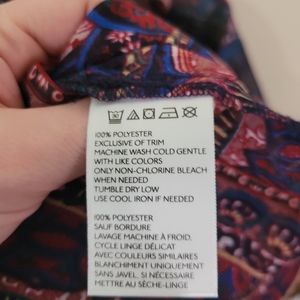 100% POLYESTER
EXCLUSIVE OF TRIM
MACHINE WASH COLD GENTLE
WITH LIKE COLORS
ONLY NON-CHLORINE BLEACH
WHEN NEEDED
TUMBLE DRY LOW
USE COOL IRON IF NEEDED
100% POLYESTER
SAUF BORDURE
LAVAGE MACHINE À FROID,
CYCLE LINGE DÉLICAT
AVEC COULEURS SIMILAIRES
BLANCHIMENT UNIQUEMENT
SANS JAVEL, SI NÉCESSAIRE
METTRE AU SÈCHE-LINGE